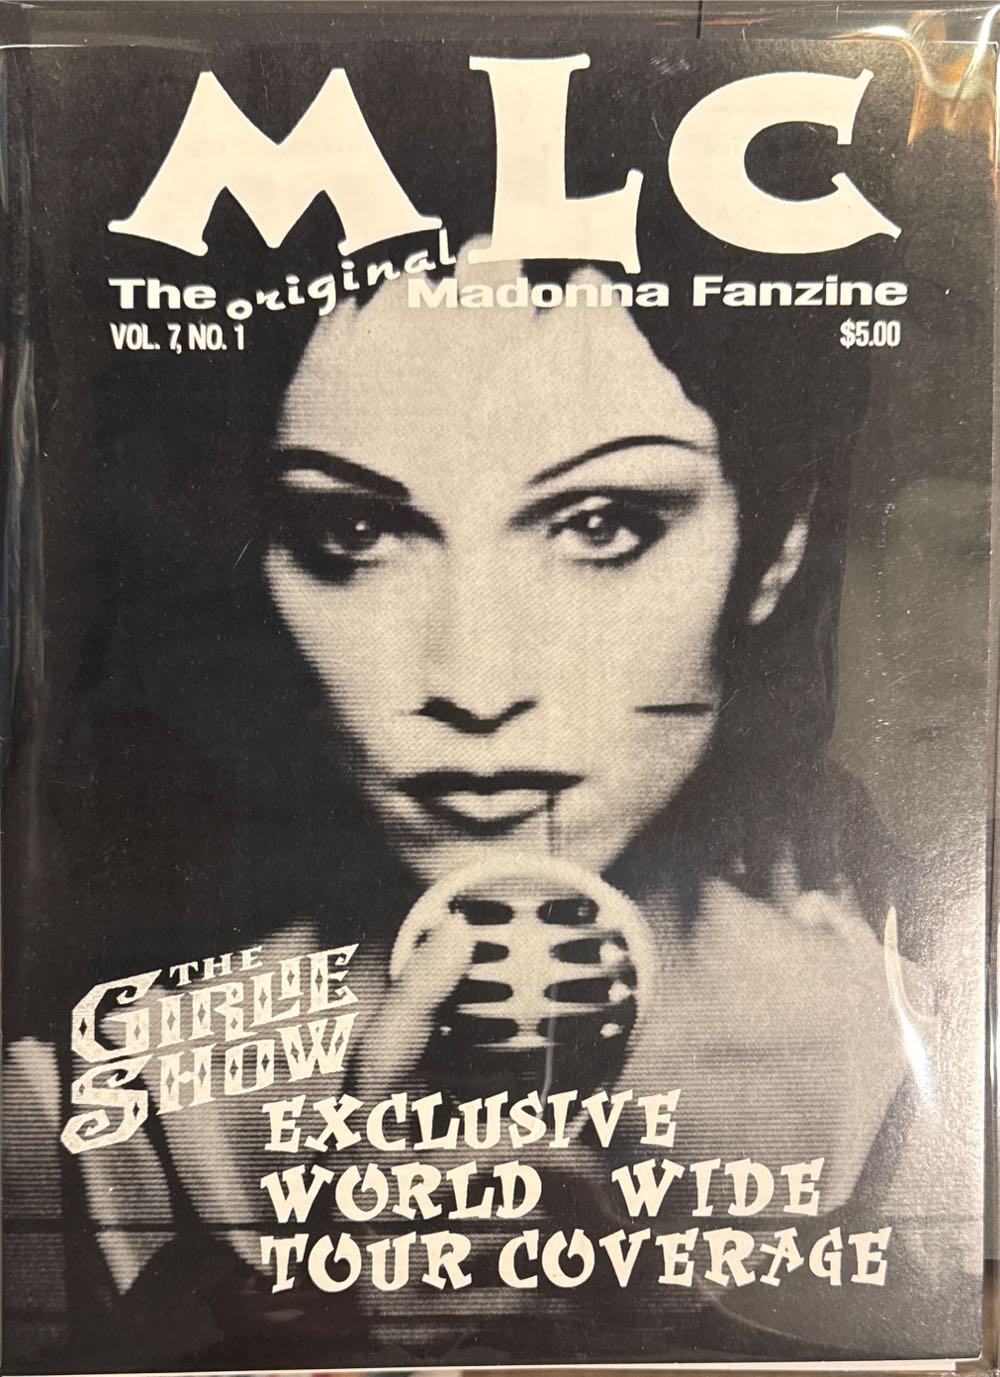 MLC
The original Madonna Fanzine
VOL. 7, NO. 1 $5.00
THE
GIRLIE
SHOW
EXCLUSIVE
WORLD WIDE
TOUR COVERAGE